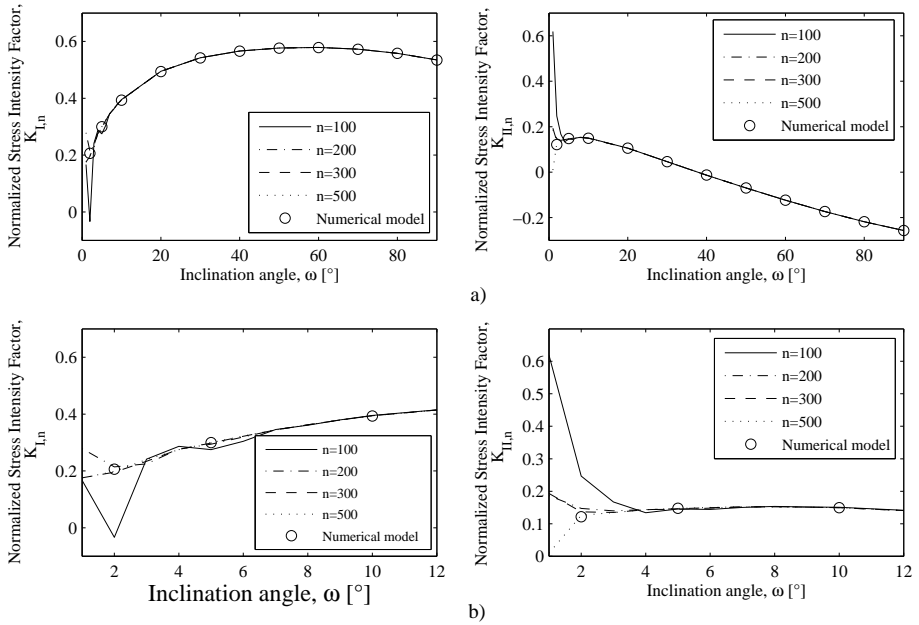 Normalized Stress Intensity Factor,
K_{I,n}
0.6
0.4
0.2
0
0 20 40 60 80
Inclination angle, ω [°]
n=100
n=200
n=300
n=500
Numerical model
Normalized Stress Intensity Factor,
K_{II,n}
0.6
0.4
0.2
0
−0.2
0 20 40 60 80
Inclination angle, ω [°]
n=100
n=200
n=300
n=500
Numerical model
a)
Normalized Stress Intensity Factor,
K_{I,n}
0.6
0.4
0.2
0
2 4 6 8 10 12
Inclination angle, ω [°]
n=100
n=200
n=300
n=500
Numerical model
Normalized Stress Intensity Factor,
K_{II,n}
0.6
0.5
0.4
0.3
0.2
0.1
0
2 4 6 8 10 12
Inclination angle, ω [°]
n=100
n=200
n=300
n=500
Numerical model
b)